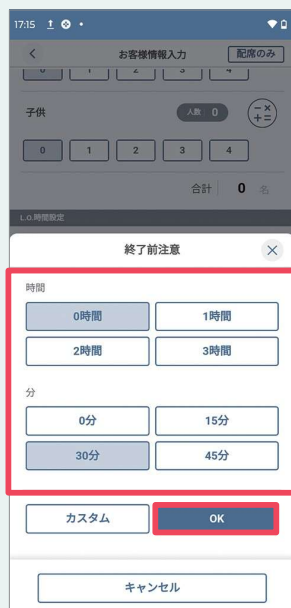 17:15
お客様情報入力 配席のみ
0 1 2 3 4
子供 人数 0
0 1 2 3 4
合計 0 名
L.O.時間設定
終了前注意
時間
0時間 1時間
2時間 3時間
分
0分 15分
30分 45分
カスタム OK
キャンセル